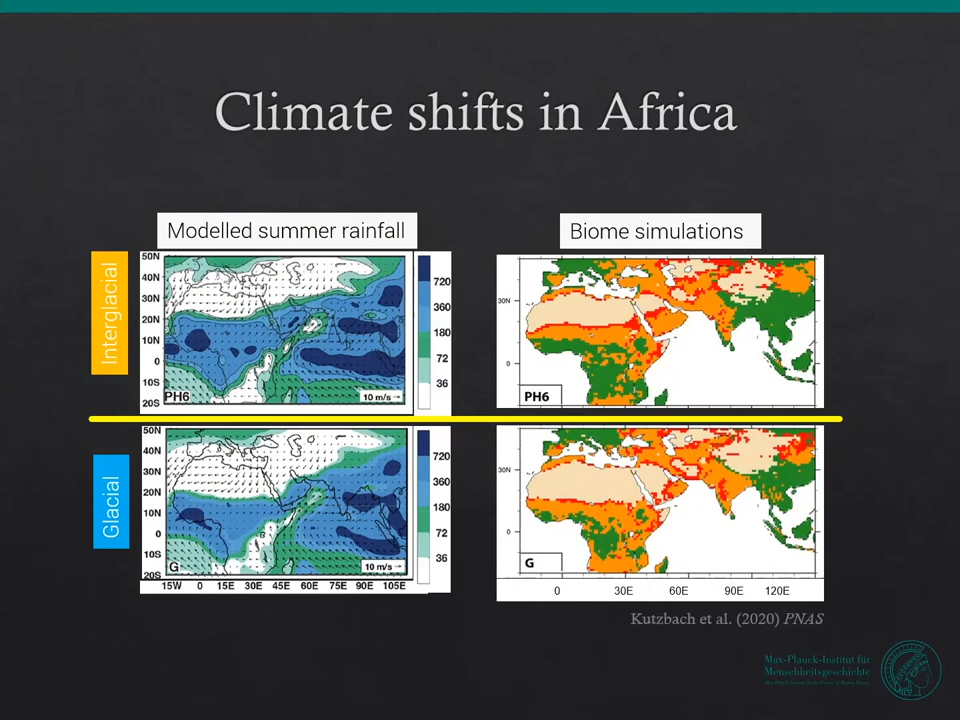 Climate shifts in Africa
Modelled summer rainfall
Biome simulations
Interglacial
50N
40N
30N
20N
10N
0
10S
20S
PH6
10 m/s
720
360
180
72
36
30N
0
PH6
Glacial
50N
40N
30N
20N
10N
0
10S
20S
G
10 m/s
15W 0 15E 30E 45E 60E 75E 90E 105E
720
360
180
72
36
30N
0
G
0 30E 60E 90E 120E
Kutzbach et al. (2020) PNAS
Max-Planck-Institut für
Menschheitsgeschichte